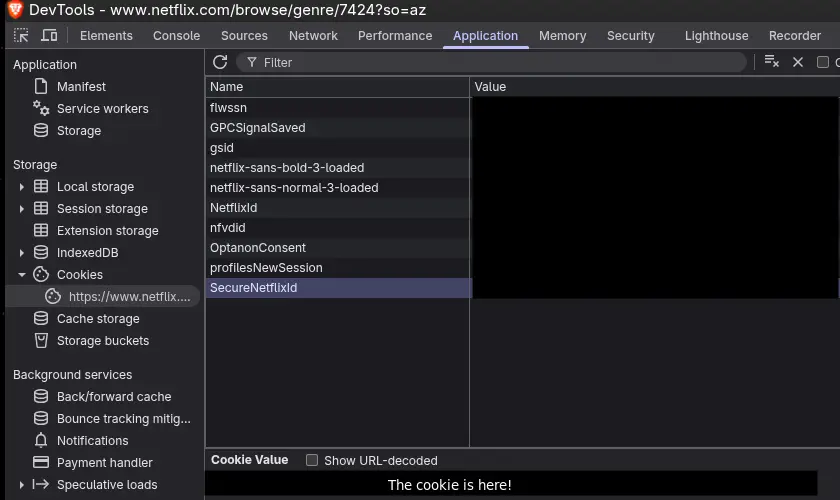 DevTools - www.netflix.com/browse/genre/7424?so=az
Elements Console Sources Network Performance Application Memory Security Lighthouse Recorder
Application
Manifest
Service workers
Storage
Storage
Local storage
Session storage
Extension storage
IndexedDB
Cookies
https://www.netflix....
Cache storage
Storage buckets
Background services
Back/forward cache
Bounce tracking mitig...
Notifications
Payment handler
Speculative loads
Filter
Name Value
flwssn
GPCSignalSaved
gsid
netflix-sans-bold-3-loaded
netflix-sans-normal-3-loaded
NetflixId
nfvdid
OptanonConsent
profilesNewSession
SecureNetflixId
Cookie Value Show URL-decoded
The cookie is here!